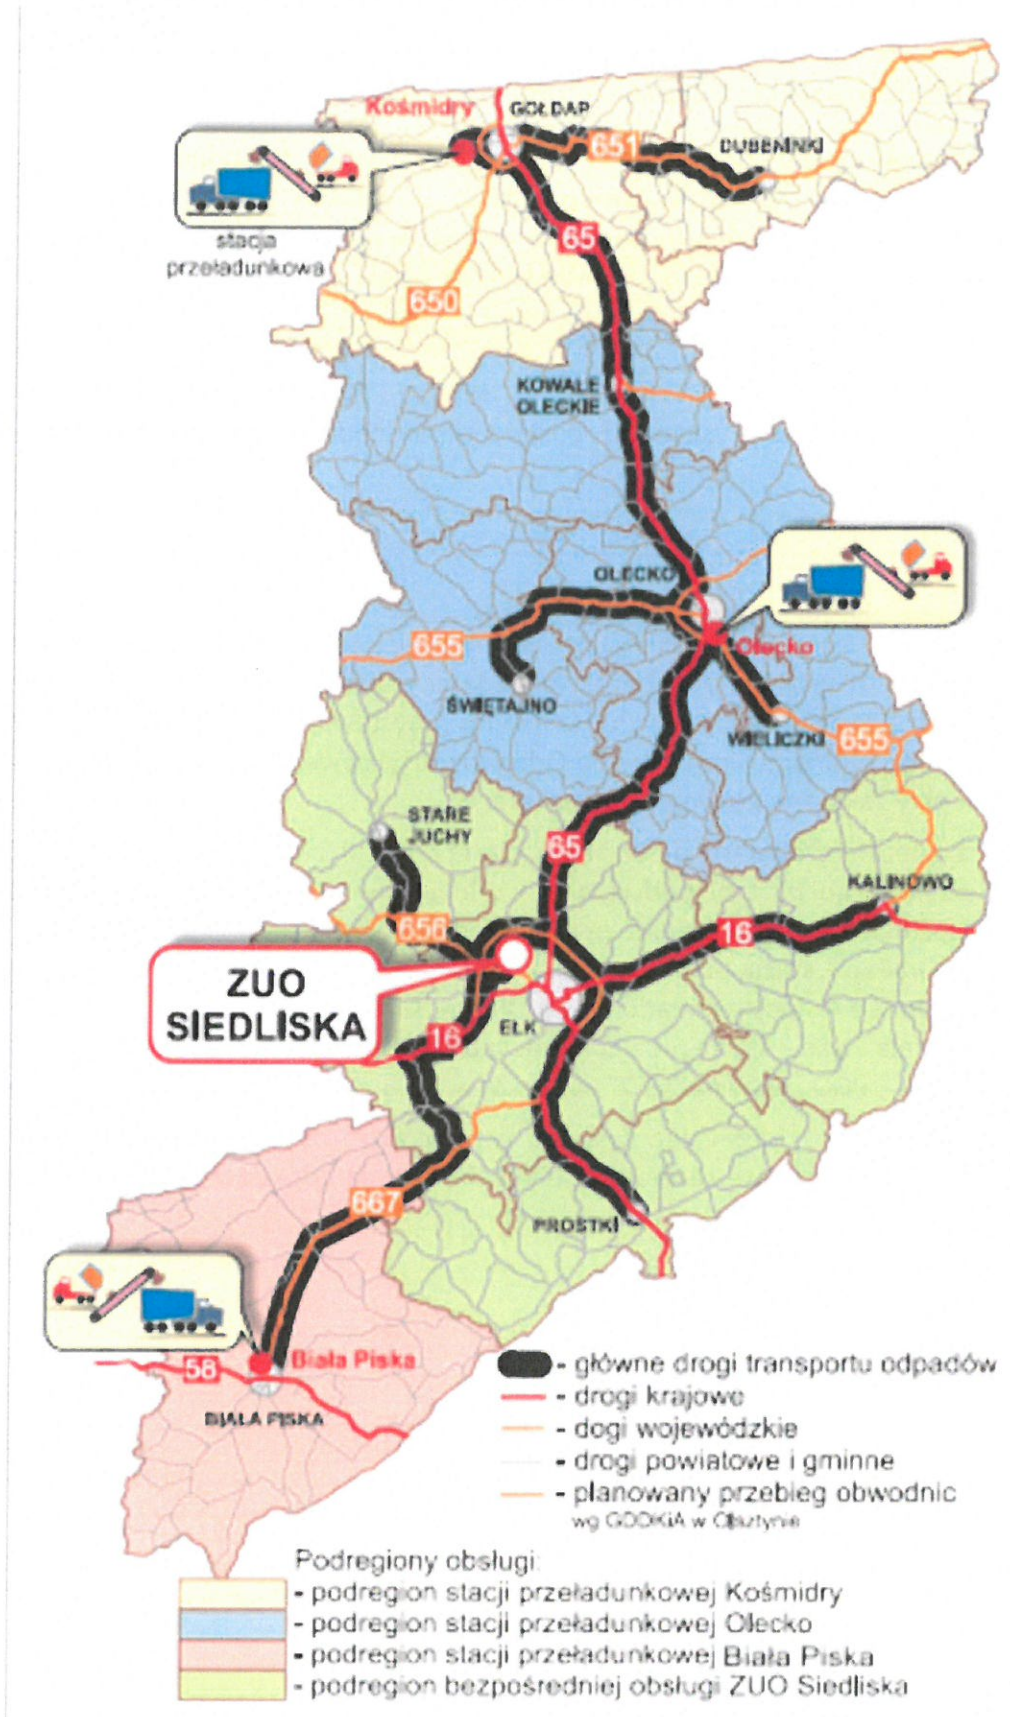 Kośmidry
GOŁDAP
651
DUBENINKI
stacja
przeładunkowa
65
650
KOWALE
OLECKIE
OLECKO
655
Olecko
ŚWIĘTAJNO
WIELICZKI
655
STARE
JUCHY
65
KALINOWO
656
16
ZUO
SIEDLISKA
EŁK
16
667
PROSTKI
Biała Piska
58
BIAŁA PISKA
- główne drogi transportu odpadów
- drogi krajowe
- dogi wojewódzkie
- drogi powiatowe i gminne
- planowany przebieg obwodnic
wg GDDKiA w Olsztynie
Podregiony obsługi:
- podregion stacji przeładunkowej Kośmidry
- podregion stacji przeładunkowej Olecko
- podregion stacji przeładunkowej Biała Piska
- podregion bezpośredniej obsługi ZUO Siedliska